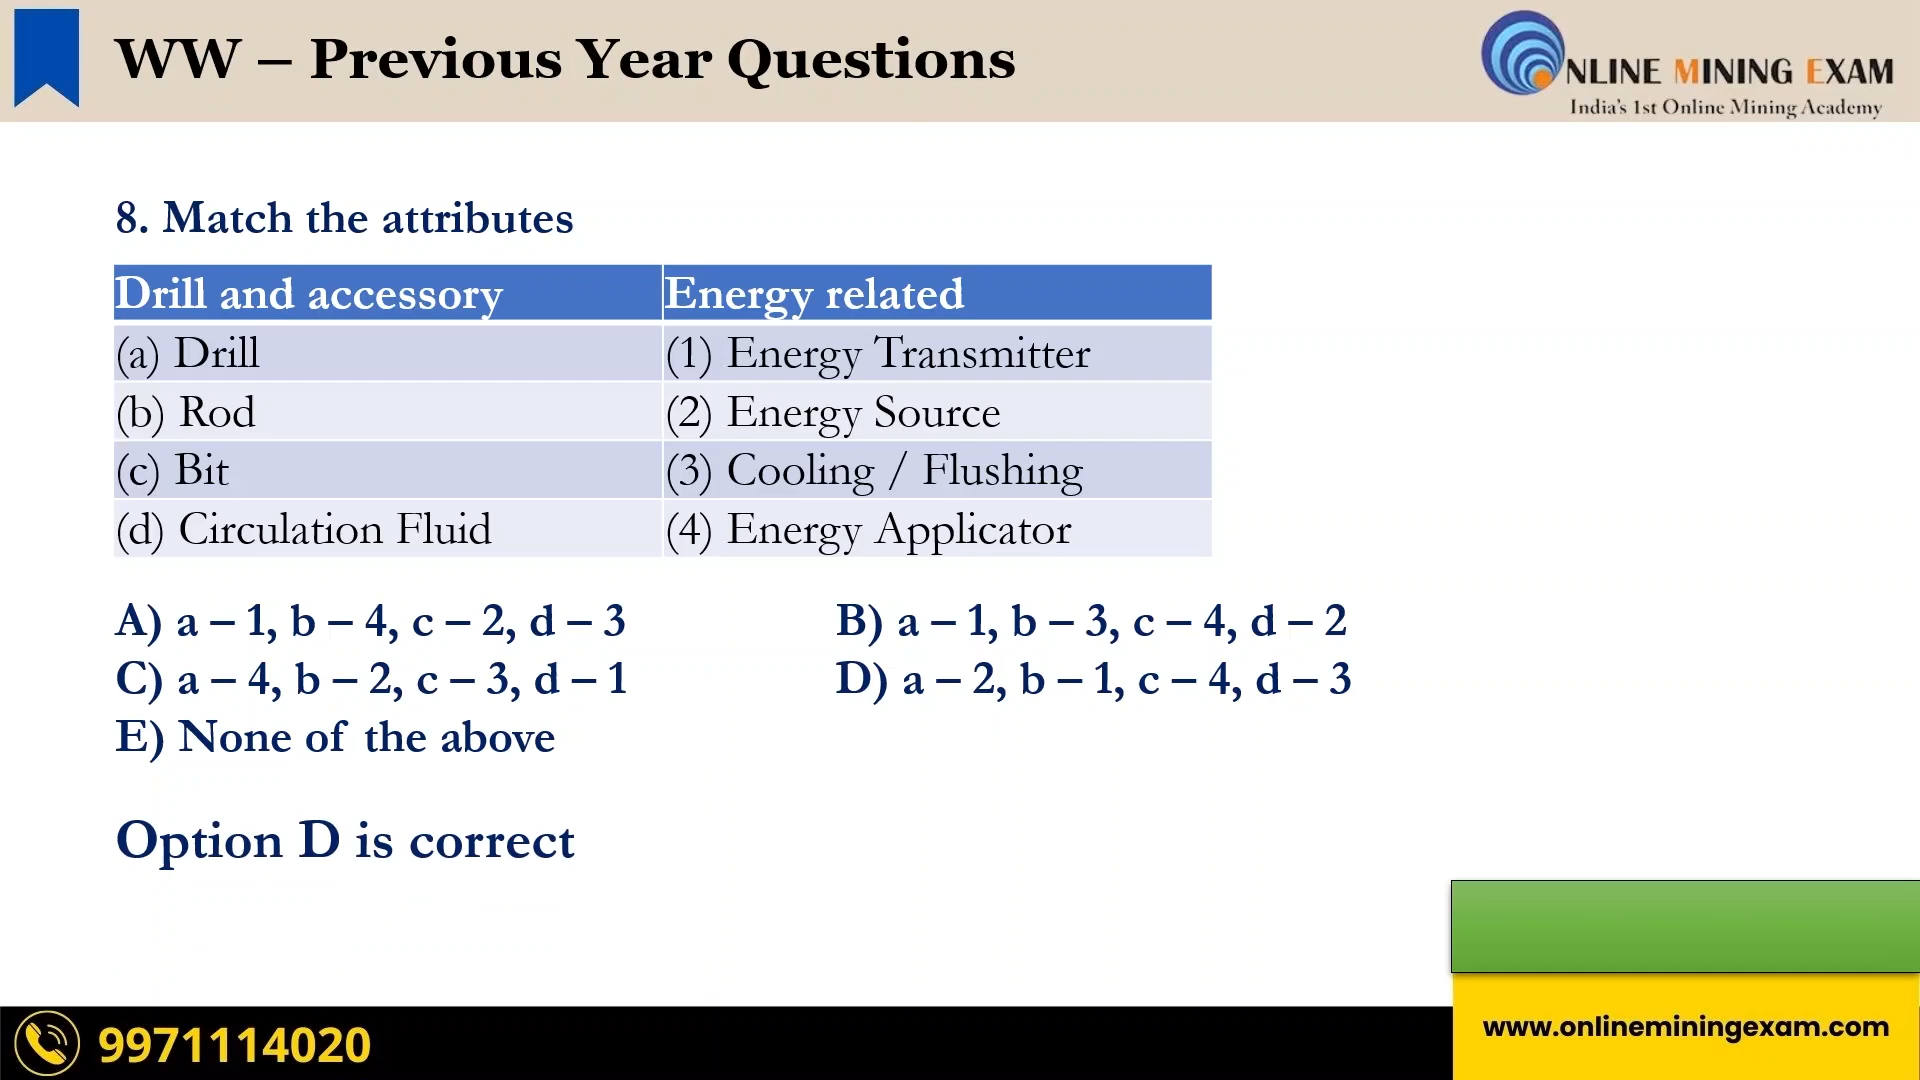 WW – Previous Year Questions
ONLINE MINING EXAM
India's 1st Online Mining Academy
8. Match the attributes
Drill and accessory Energy related
(a) Drill (1) Energy Transmitter
(b) Rod (2) Energy Source
(c) Bit (3) Cooling / Flushing
(d) Circulation Fluid (4) Energy Applicator
A) a – 1, b – 4, c – 2, d – 3 B) a – 1, b – 3, c – 4, d – 2
C) a – 4, b – 2, c – 3, d – 1 D) a – 2, b – 1, c – 4, d – 3
E) None of the above
Option D is correct
9971114020
www.onlineminingexam.com